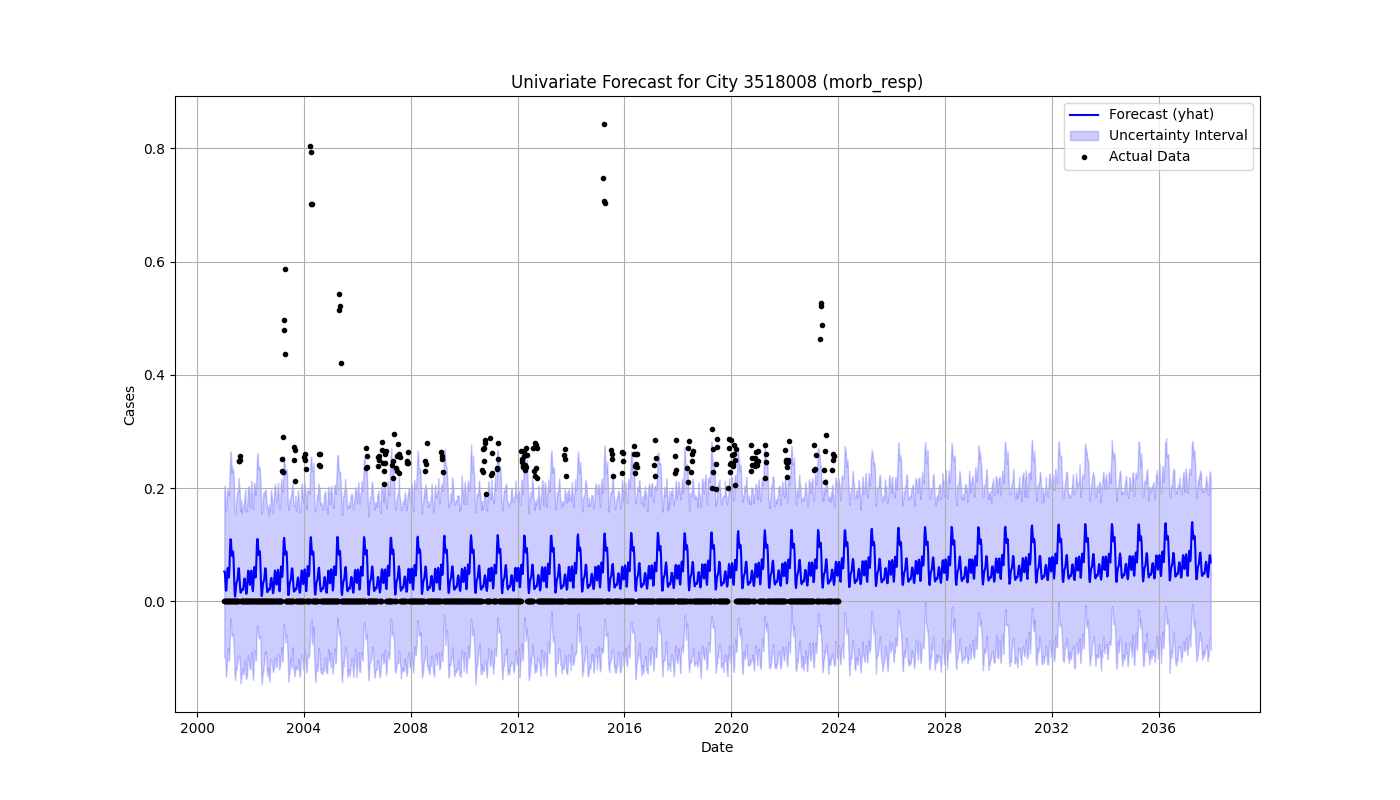 Univariate Forecast for City 3518008 (morb_resp)
Forecast (yhat)
Uncertainty Interval
Actual Data
0.8
0.6
0.4
0.2
0.0
Cases
2000 2004 2008 2012 2016 2020 2024 2028 2032 2036
Date